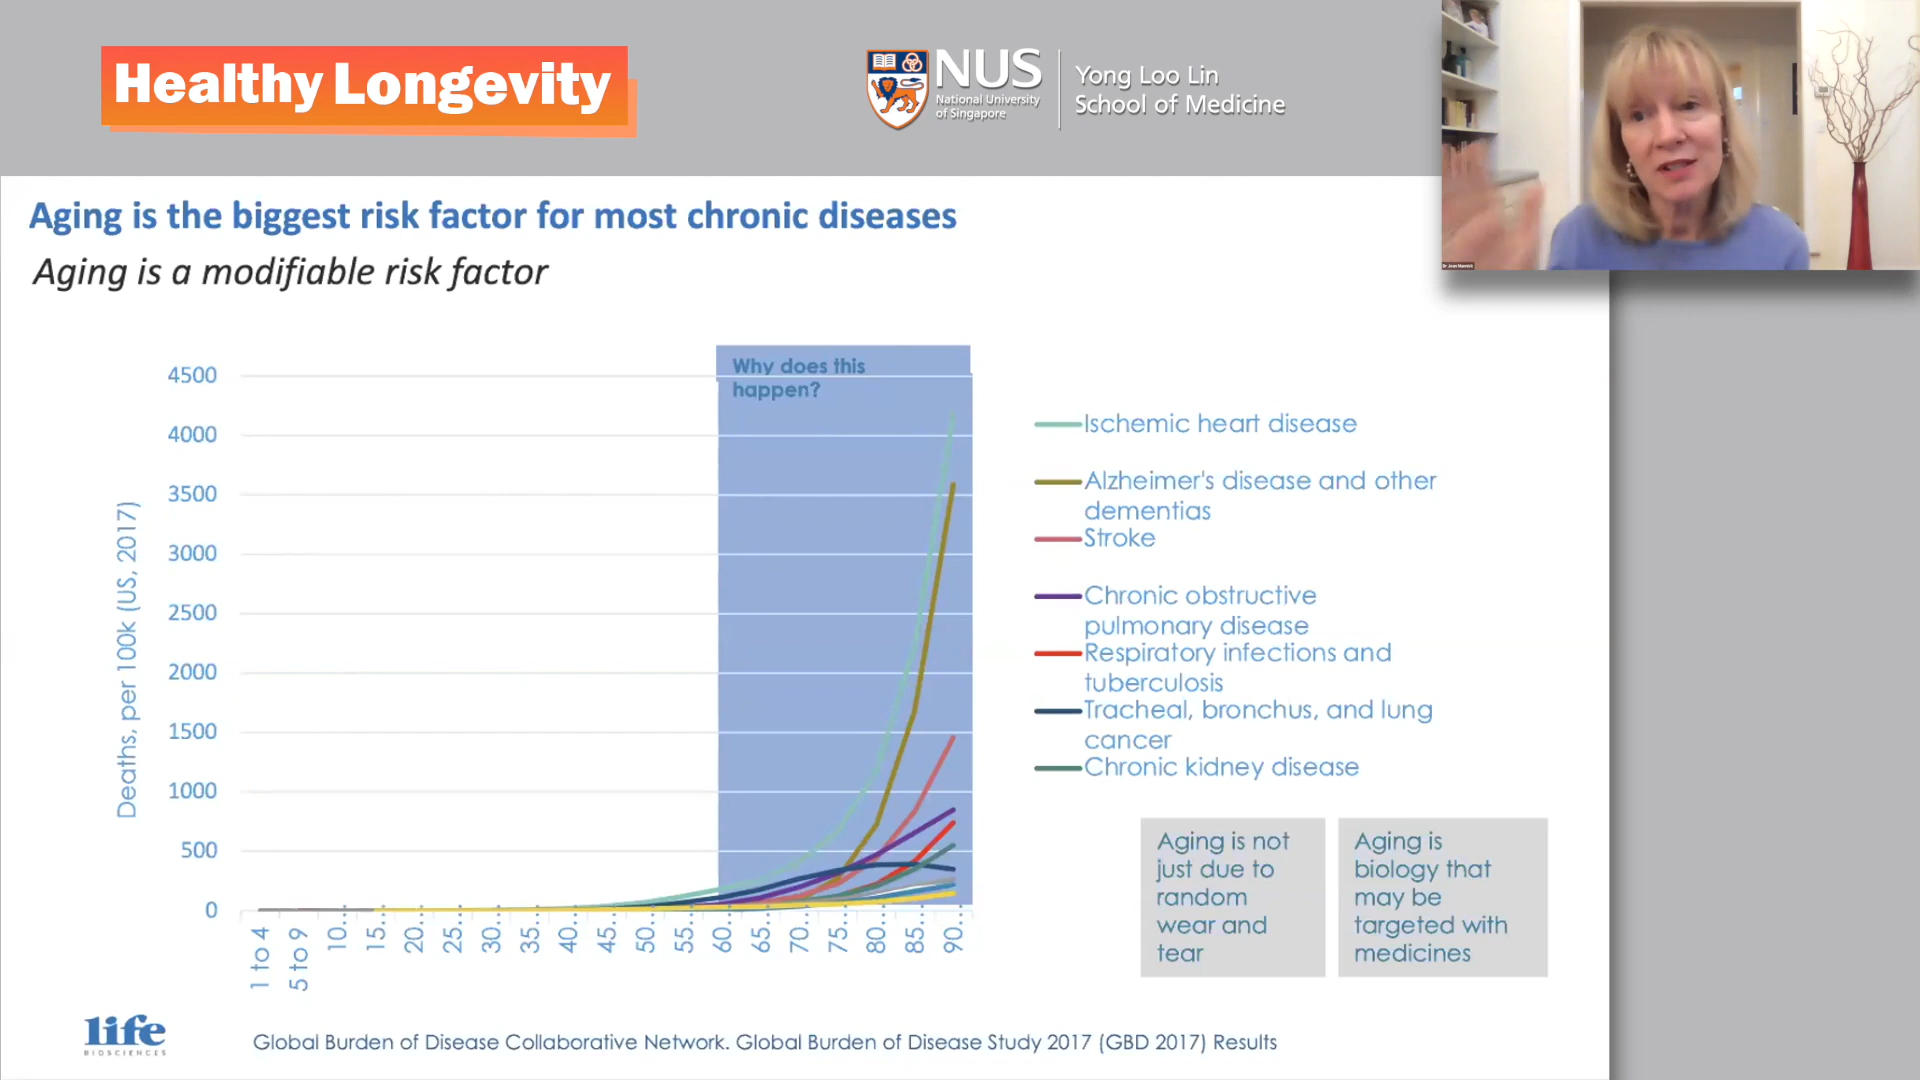 Healthy Longevity
NUS
National University
of Singapore
Yong Loo Lin
School of Medicine
Dr Joan Mannick
Aging is the biggest risk factor for most chronic diseases
Aging is a modifiable risk factor
Why does this
happen?
Deaths, per 100k (US, 2017)
4500
4000
3500
3000
2500
2000
1500
1000
500
0
1 to 4
5 to 9
10..
15..
20..
25..
30..
35..
40..
45..
50..
55..
60..
65..
70..
75..
80..
85..
90..
Ischemic heart disease
Alzheimer's disease and other
dementias
Stroke
Chronic obstructive
pulmonary disease
Respiratory infections and
tuberculosis
Tracheal, bronchus, and lung
cancer
Chronic kidney disease
Aging is not
just due to
random
wear and
tear
Aging is
biology that
may be
targeted with
medicines
life
BIOSCIENCES
Global Burden of Disease Collaborative Network. Global Burden of Disease Study 2017 (GBD 2017) Results